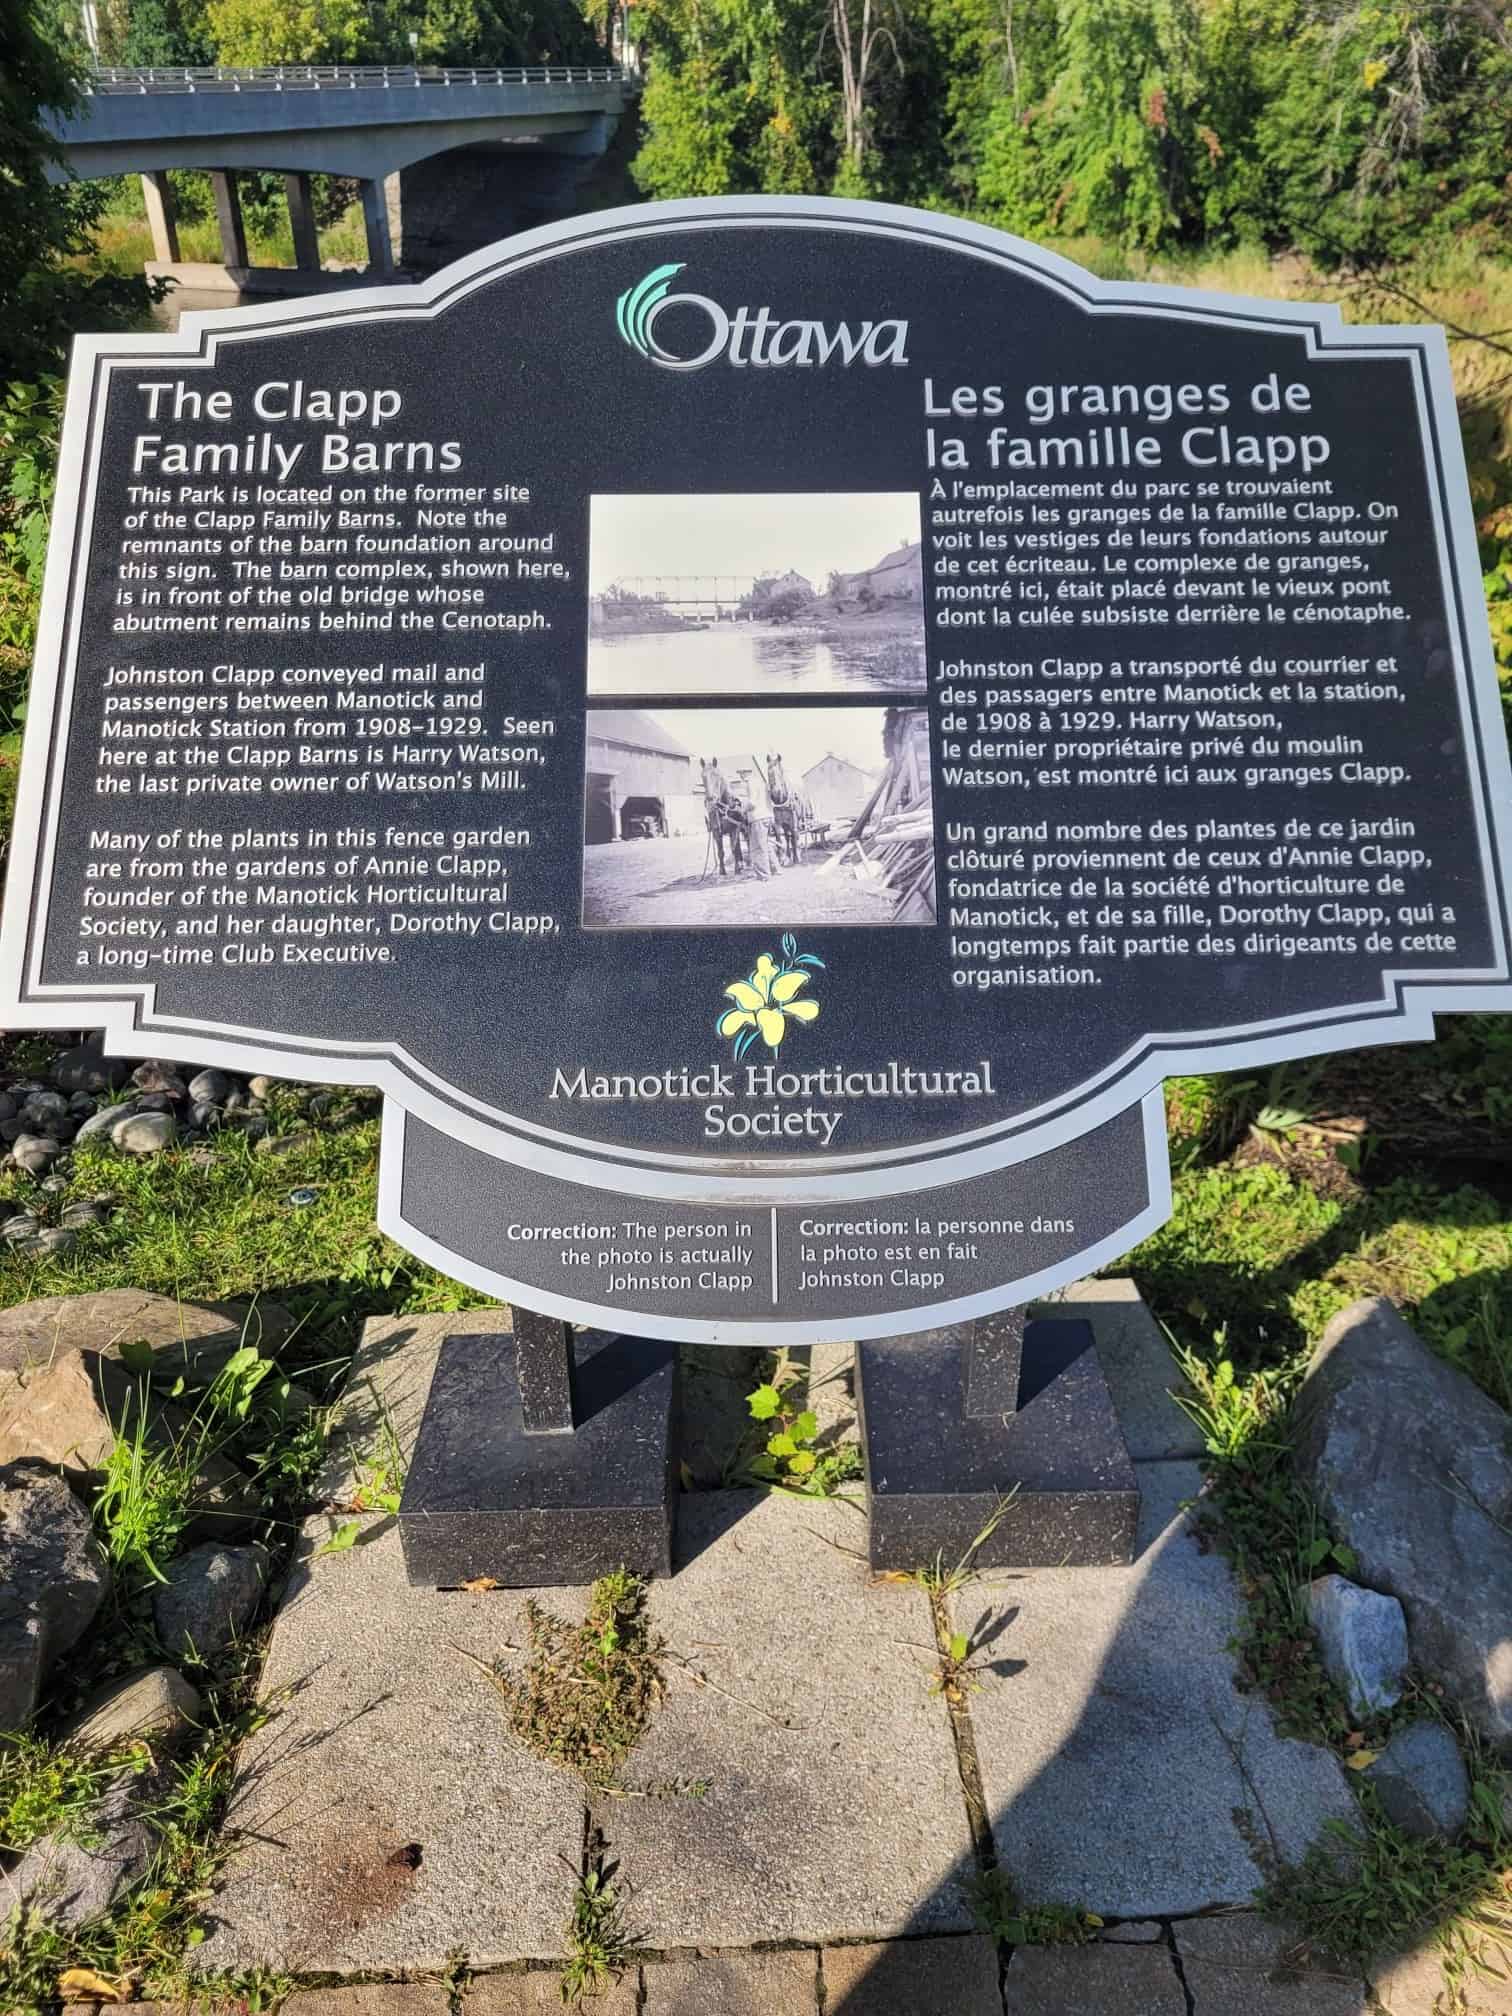 Ottawa
The Clapp
Family Barns
This Park is located on the former site
of the Clapp Family Barns. Note the
remnants of the barn foundation around
this sign. The barn complex, shown here,
is in front of the old bridge whose
abutment remains behind the Cenotaph.
Johnston Clapp conveyed mail and
passengers between Manotick and
Manotick Station from 1908-1929. Seen
here at the Clapp Barns is Harry Watson,
the last private owner of Watson's Mill.
Many of the plants in this fence garden
are from the gardens of Annie Clapp,
founder of the Manotick Horticultural
Society, and her daughter, Dorothy Clapp,
a long-time Club Executive.
Les granges de
la famille Clapp
À l'emplacement du parc se trouvaient
autrefois les granges de la famille Clapp. On
voit les vestiges de leurs fondations autour
de cet écriteau. Le complexe de granges,
montré ici, était placé devant le vieux pont
dont la culée subsiste derrière le cénotaphe.
Johnston Clapp a transporté du courrier et
des passagers entre Manotick et la station,
de 1908 à 1929. Harry Watson,
le dernier propriétaire privé du moulin
Watson, est montré ici aux granges Clapp.
Un grand nombre des plantes de ce jardin
clôturé proviennent de ceux d'Annie Clapp,
fondatrice de la société d'horticulture de
Manotick, et de sa fille, Dorothy Clapp, qui a
longtemps fait partie des dirigeants de cette
organisation.
Manotick Horticultural
Society
Correction: The person in
the photo is actually
Johnston Clapp
Correction: la personne dans
la photo est en fait
Johnston Clapp